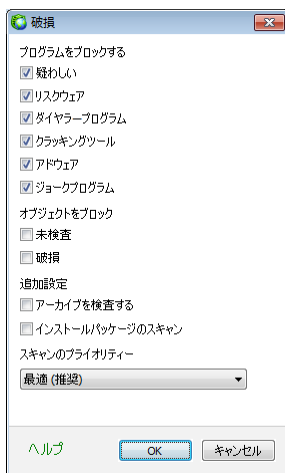 破損
プログラムをブロックする
疑わしい
リスクウェア
ダイヤラープログラム
クラッキングツール
アドウェア
ジョークプログラム
オブジェクトをブロック
未検査
破損
追加設定
アーカイブを検査する
インストールパッケージのスキャン
スキャンのプライオリティー
最適 (推奨)
ヘルプ
OK
キャンセル